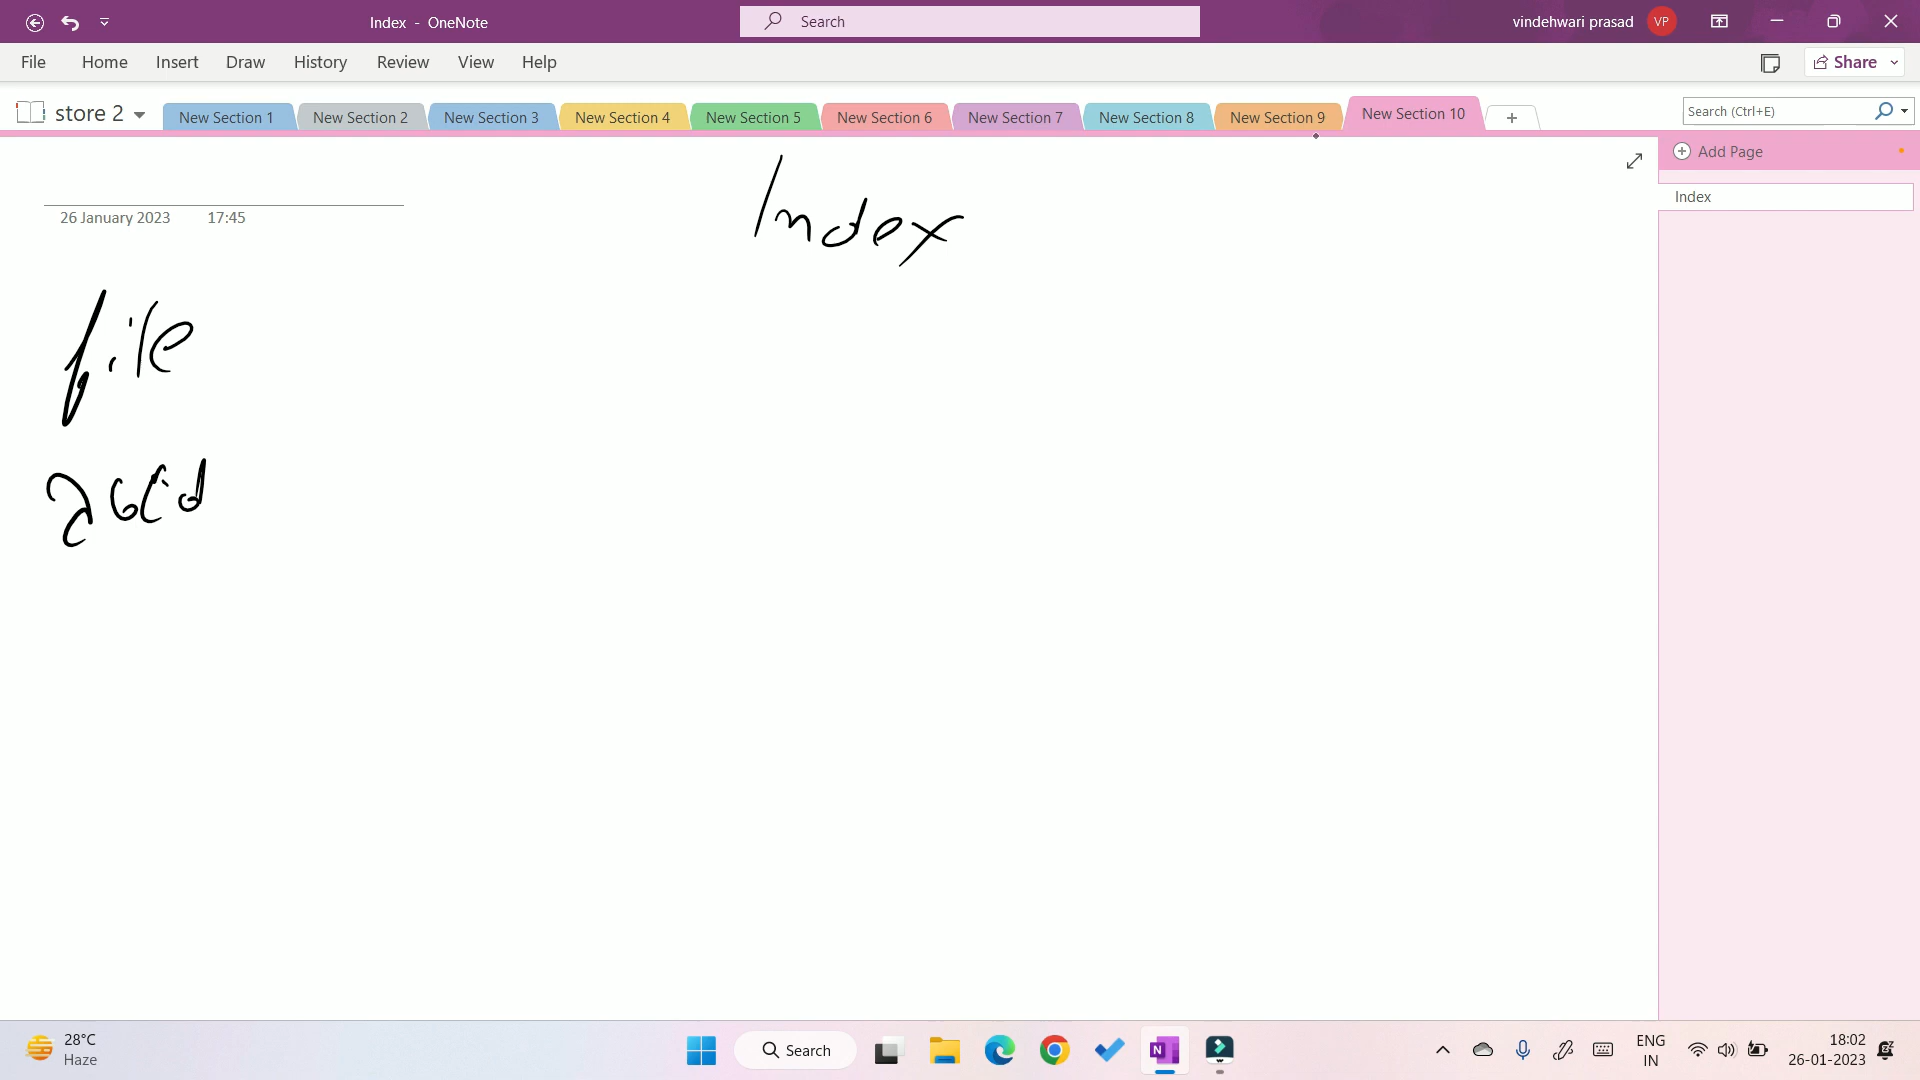 Index - OneNote
Search
vindehwari prasad VP
File Home Insert Draw History Review View Help
Share
store 2
New Section 1 New Section 2 New Section 3 New Section 4 New Section 5 New Section 6 New Section 7 New Section 8 New Section 9 New Section 10
Search (Ctrl+E)
Add Page
Index
Index
26 January 2023 17:45
file
28°C
Haze
Search
ENG
IN
18:02
26-01-2023